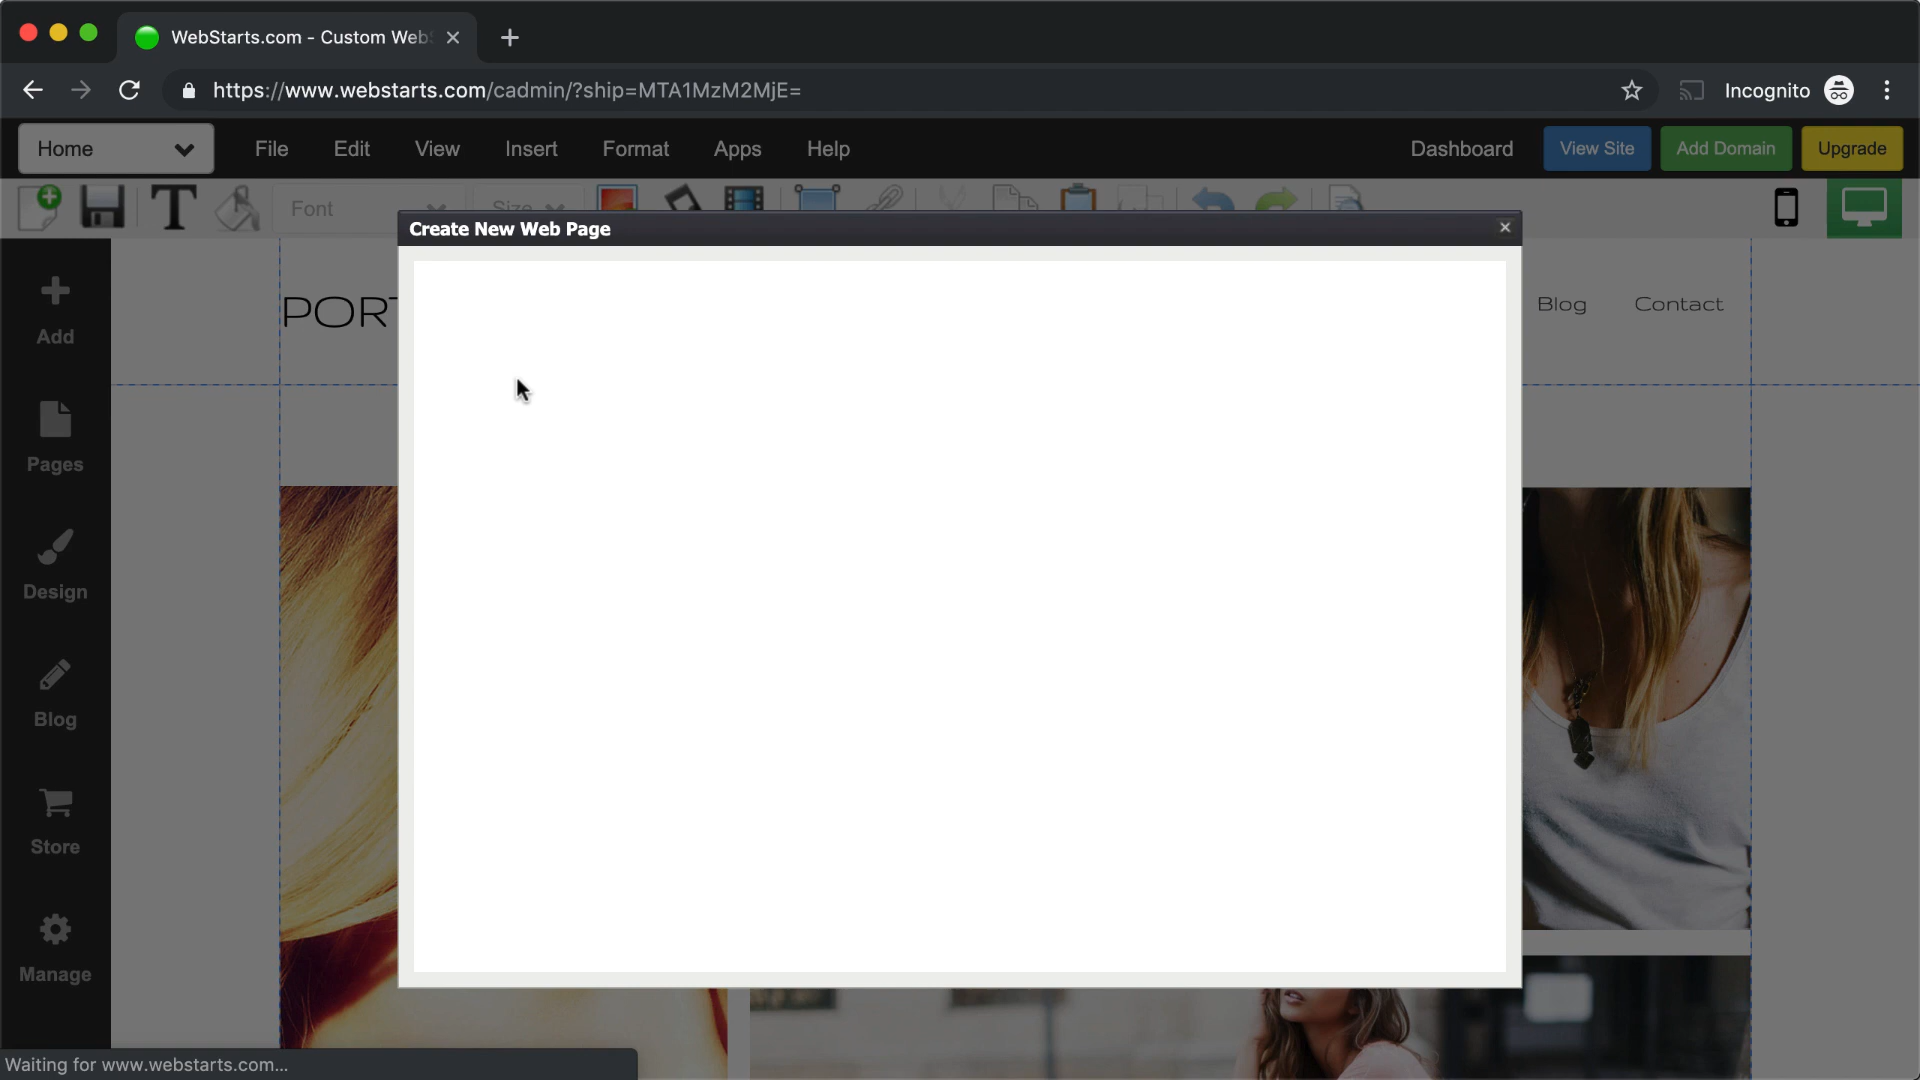 WebStarts.com - Custom Web
https://www.webstarts.com/cadmin/?ship=MTA1MzM2MjE=
Incognito
Home
File
Edit
View
Insert
Format
Apps
Help
Dashboard
View Site
Add Domain
Upgrade
Font
Size
Create New Web Page
PORT
Blog
Contact
Add
Pages
Design
Blog
Store
Manage
Waiting for www.webstarts.com...